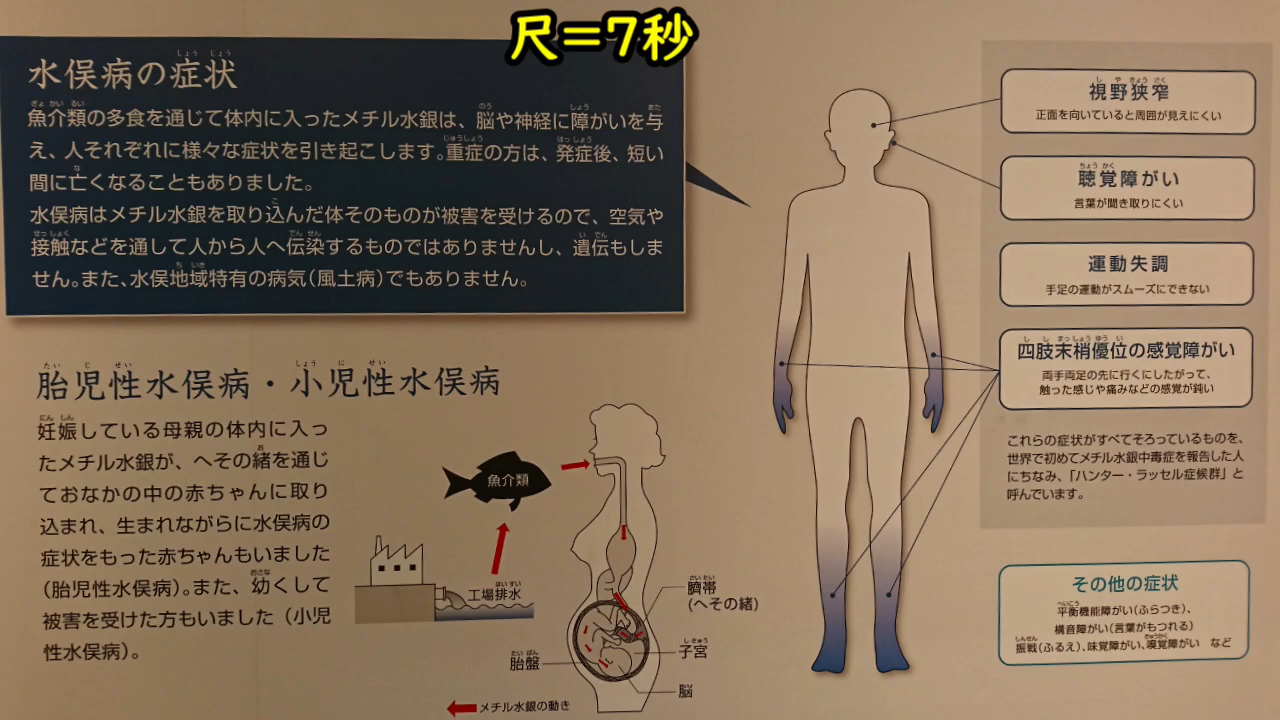 尺=7秒
水俣病の症状
魚介類の多食を通じて体内に入ったメチル水銀は、脳や神経に障がいを与
え、人それぞれに様々な症状を引き起こします。重症の方は、発症後、短い
間に亡くなることもありました。
水俣病はメチル水銀を取り込んだ体そのものが被害を受けるので、空気や
接触などを通して人から人へ伝染するものではありませんし、遺伝もしま
せん。また、水俣地域特有の病気(風土病)でもありません。
胎児性水俣病・小児性水俣病
妊娠している母親の体内に入っ
たメチル水銀が、へその緒を通じ
ておなかの中の赤ちゃんに取り
込まれ、生まれながらに水俣病の
症状をもった赤ちゃんもいました
(胎児性水俣病)。また、幼くして
被害を受けた方もいました(小児
性水俣病)。
魚介類
工場排水
臍帯
(へその緒)
子宮
胎盤
脳
メチル水銀の動き
視野狭窄
正面を向いていると周囲が見えにくい
聴覚障がい
言葉が聞き取りにくい
運動失調
手足の運動がスムーズにできない
四肢末梢優位の感覚障がい
両手両足の先に行くにしたがって、
触った感じや痛みなどの感覚が鈍い
これらの症状がすべてそろっているものを、
世界で初めてメチル水銀中毒症を報告した人
にちなみ、「ハンター・ラッセル症候群」と
呼んでいます。
その他の症状
平衡機能障がい(ふらつき)、
構音障がい(言葉がもつれる)
振戦(ふるえ)、味覚障がい、嗅覚障がい など